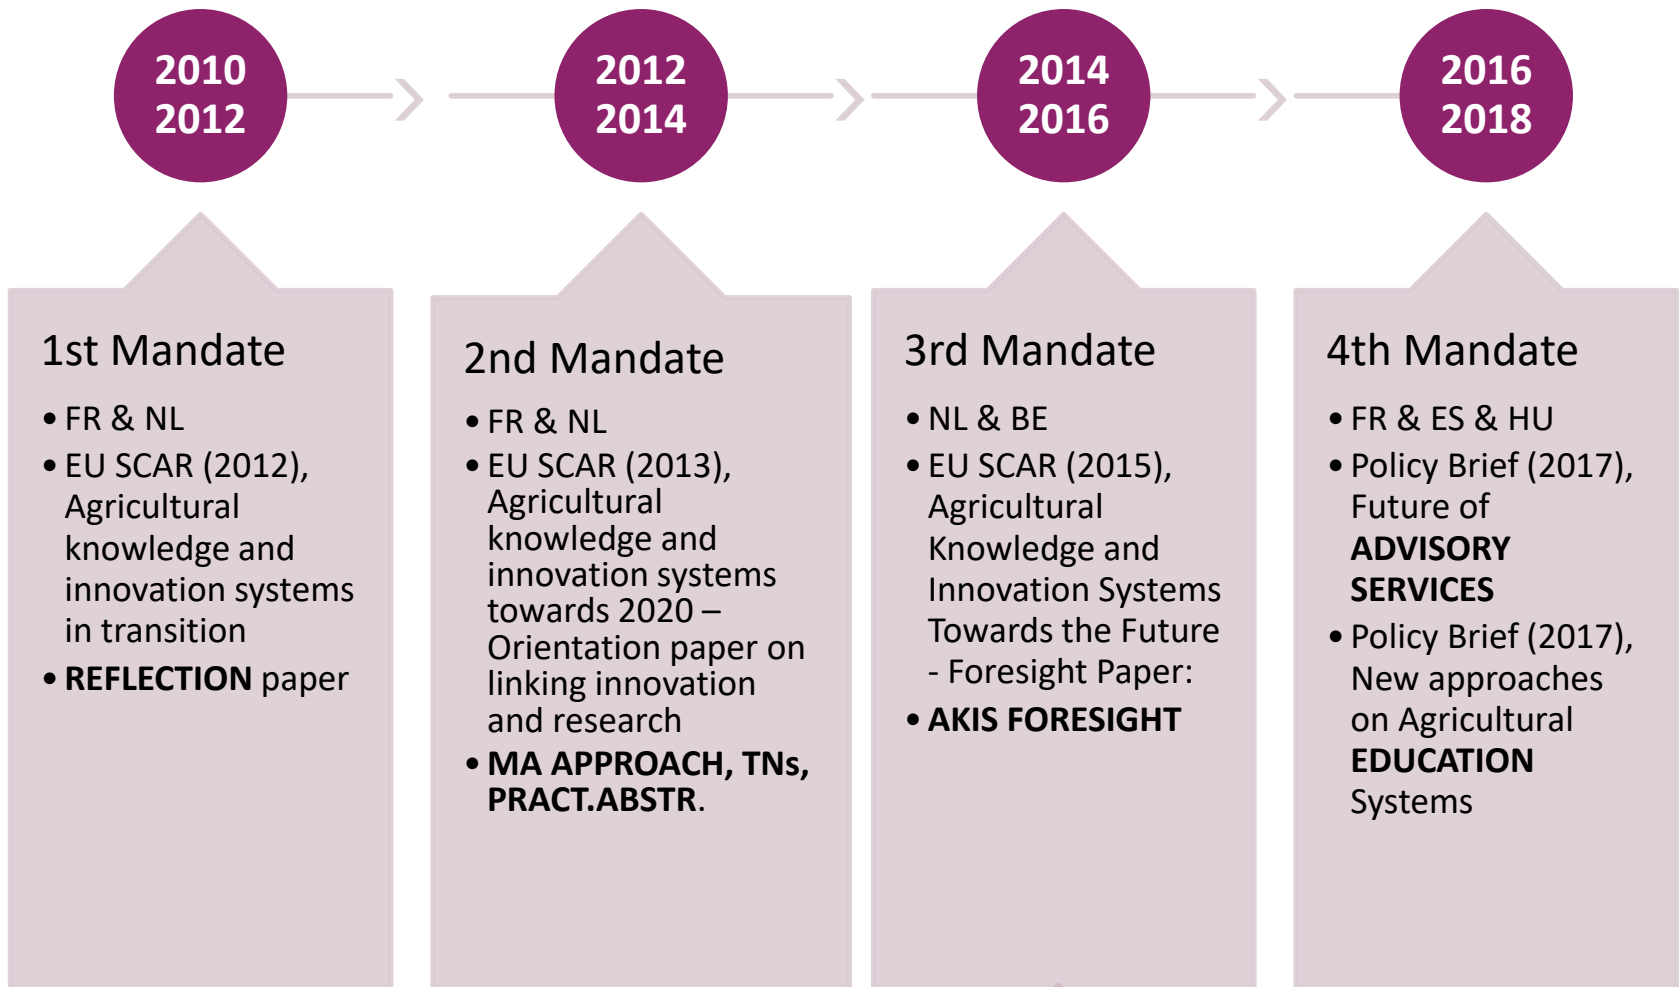 2010
2012
2012
2014
2014
2016
2016
2018
1st Mandate
• FR & NL
• EU SCAR (2012),
Agricultural
knowledge and
innovation systems
in transition
• REFLECTION paper
2nd Mandate
• FR & NL
• EU SCAR (2013),
Agricultural
knowledge and
innovation systems
towards 2020 –
Orientation paper on
linking innovation
and research
• MA APPROACH, TNs,
PRACT.ABSTR.
3rd Mandate
• NL & BE
• EU SCAR (2015),
Agricultural
Knowledge and
Innovation Systems
Towards the Future
- Foresight Paper:
• AKIS FORESIGHT
4th Mandate
• FR & ES & HU
• Policy Brief (2017),
Future of
ADVISORY
SERVICES
• Policy Brief (2017),
New approaches
on Agricultural
EDUCATION
Systems